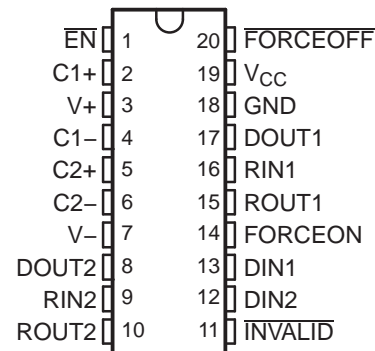 EN 1 20 FORCEOFF
C1+ 2 19 VCC
V+ 3 18 GND
C1− 4 17 DOUT1
C2+ 5 16 RIN1
C2− 6 15 ROUT1
V− 7 14 FORCEON
DOUT2 8 13 DIN1
RIN2 9 12 DIN2
ROUT2 10 11 INVALID